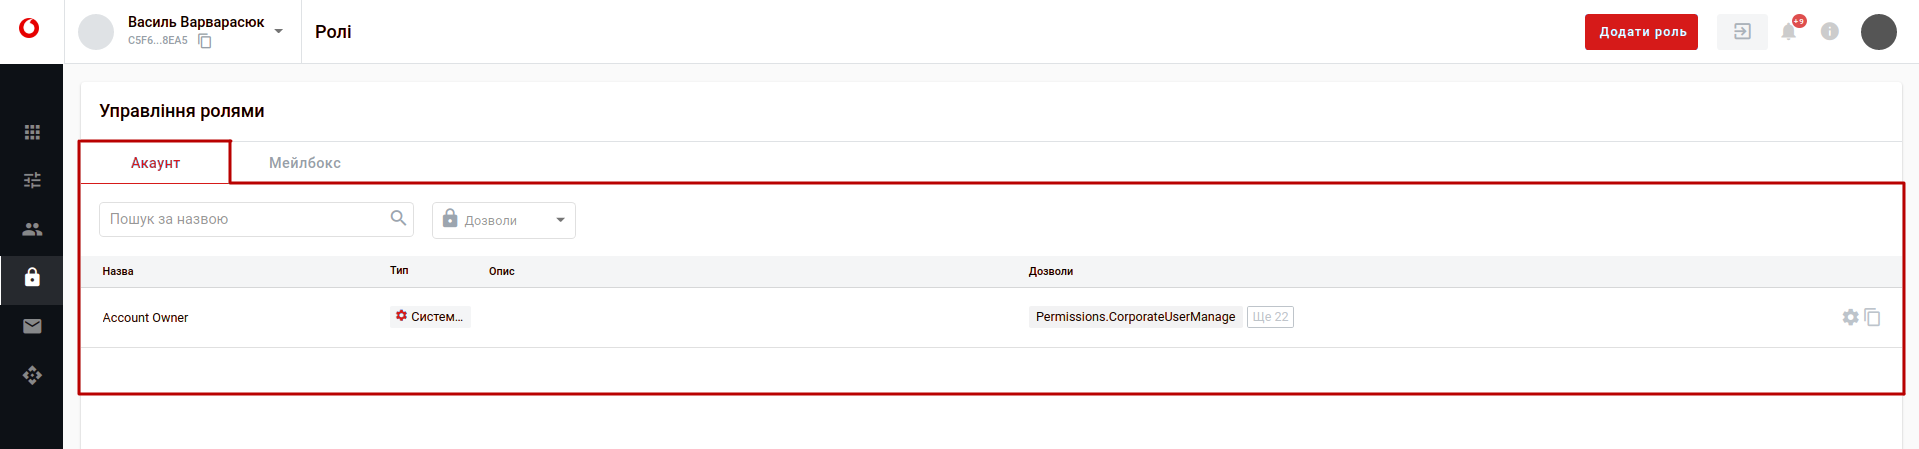 Василь Варварасюк
C5F6...8EA5
Ролі
Додати роль
+9
Управління ролями
Акаунт
Мейлбокс
Пошук за назвою
Дозволи
Назва
Тип
Опис
Дозволи
Account Owner
Систем...
Permissions.CorporateUserManage
Ще 22